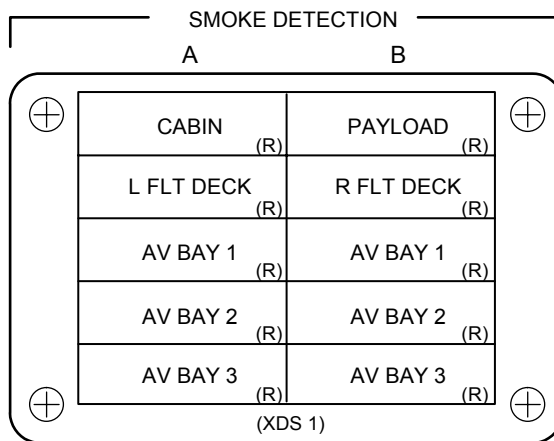 SMOKE DETECTION
A B
CABIN (R) PAYLOAD (R)
L FLT DECK (R) R FLT DECK (R)
AV BAY 1 (R) AV BAY 1 (R)
AV BAY 2 (R) AV BAY 2 (R)
AV BAY 3 (R) AV BAY 3 (R)
(XDS 1)